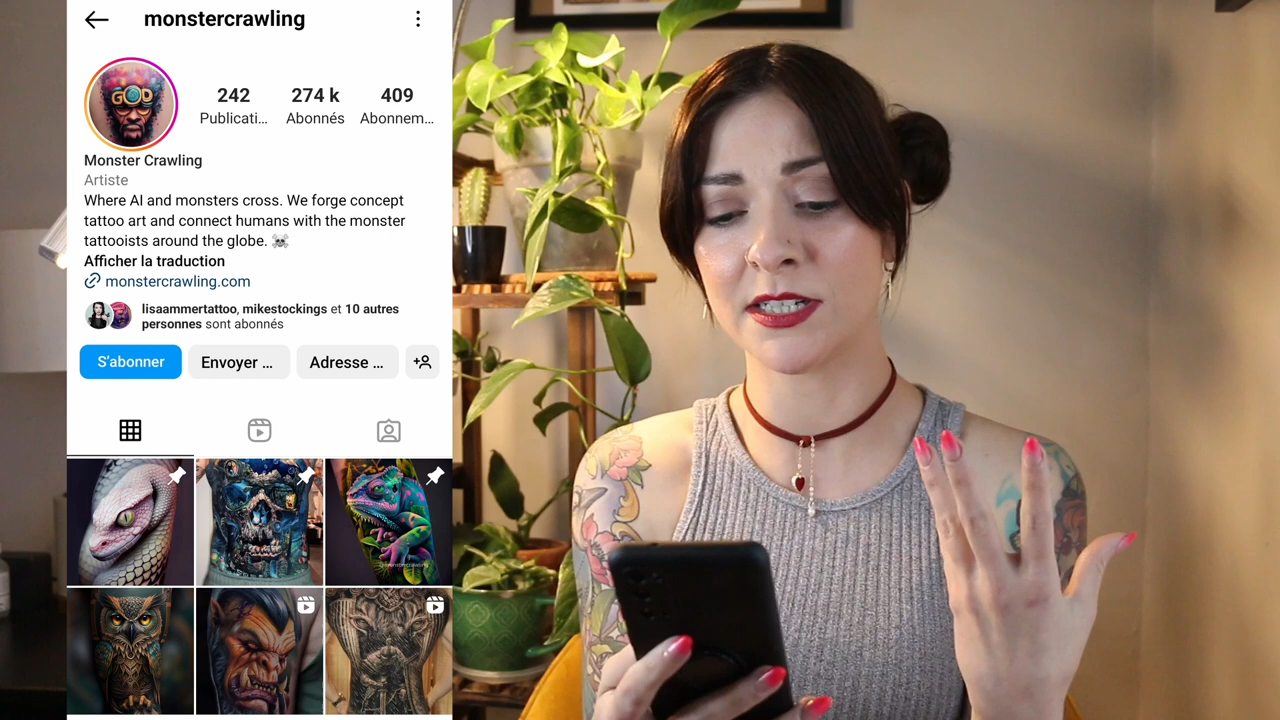 monstercrawling
GOD
242
274 k
409
Publicati...
Abonnés
Abonnem...
Monster Crawling
Artiste
Where AI and monsters cross. We forge concept
tattoo art and connect humans with the monster
tattooists around the globe. ☠️
Afficher la traduction
monstercrawling.com
lisaammertattoo, mikestockings et 10 autres
personnes sont abonnés
S'abonner
Envoyer ...
Adresse ...